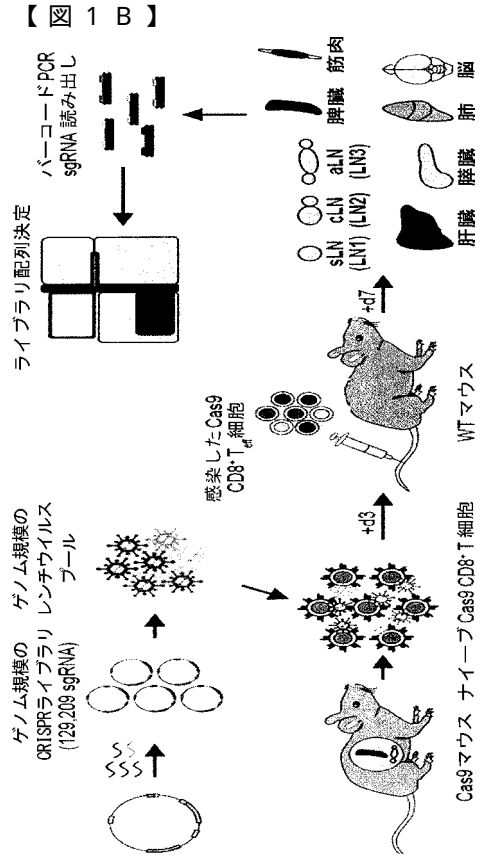 【図１Ｂ】
ゲノム規模の
CRISPRライブラリ
(129,209 sgRNA)
ゲノム規模の
レンチウイルス
プール
ライブラリ配列決定
バーコードPCR
sgRNA読み出し
Cas9マウス
ナイーブCas9 CD8⁺T細胞
+d3
感染したCas9
CD8⁺T eff 細胞
WTマウス
+d7
sLN
(LN1)
cLN
(LN2)
aLN
(LN3)
脾臓
筋肉
肝臓
膵臓
肺
脳